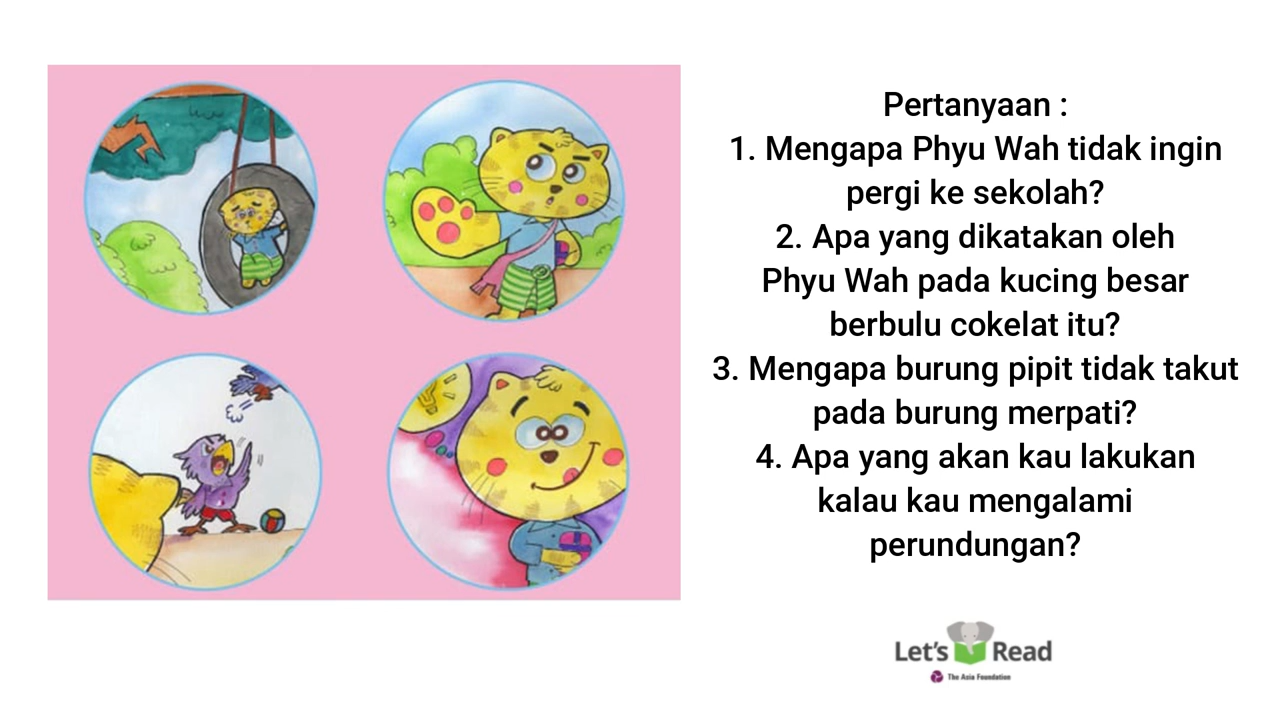 Pertanyaan :
1. Mengapa Phyu Wah tidak ingin
pergi ke sekolah?
2. Apa yang dikatakan oleh
Phyu Wah pada kucing besar
berbulu cokelat itu?
3. Mengapa burung pipit tidak takut
pada burung merpati?
4. Apa yang akan kau lakukan
kalau kau mengalami
perundungan?
Let's Read
The Asia Foundation